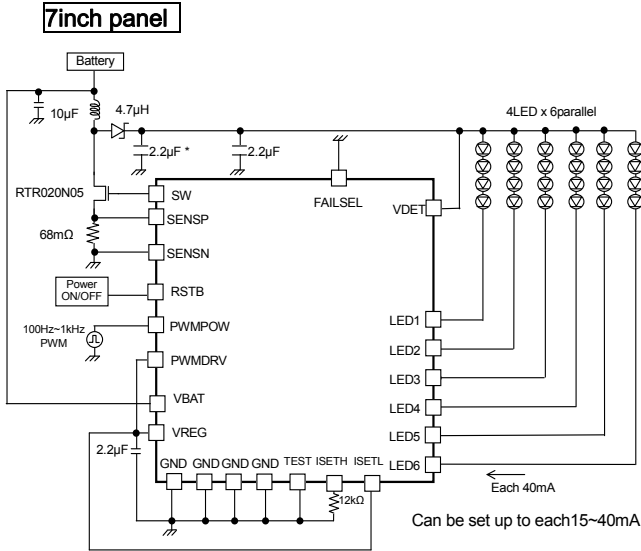 7inch panel
Battery
10µF
4.7µH
2.2µF *
2.2µF
4LED x 6parallel
RTR020N05
SW
FAILSEL
VDET
SENSP
68mΩ
SENSN
Power
ON/OFF
RSTB
100Hz~1kHz
PWM
PWMPOW
PWMDRV
VBAT
VREG
2.2µF
LED1
LED2
LED3
LED4
LED5
LED6
GND
GND
GND
GND
TEST
ISETH
ISETL
12kΩ
Each 40mA
Can be set up to each15~40mA